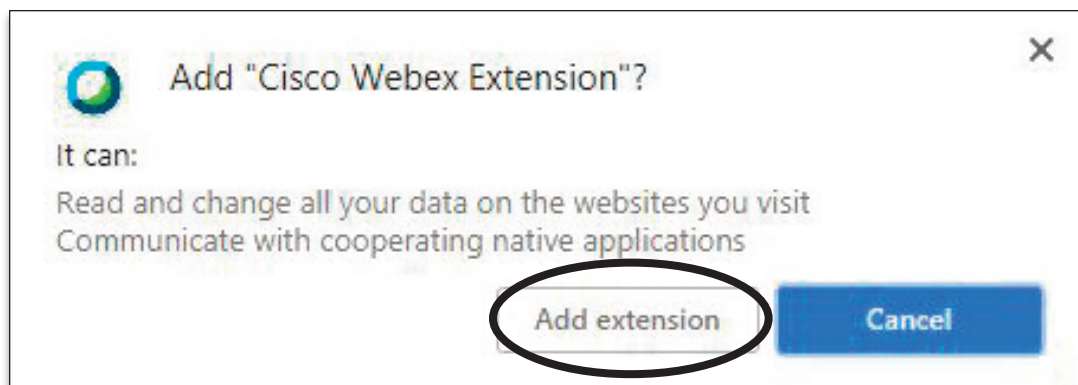 Add "Cisco Webex Extension"?
It can:
Read and change all your data on the websites you visit
Communicate with cooperating native applications
Add extension
Cancel